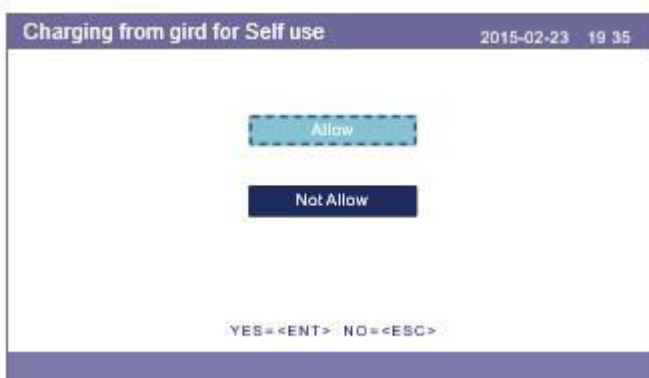 Charging from gird for Self use 2015-02-23 19 35
Allow
Not Allow
YES=<ENT> NO=<ESC>